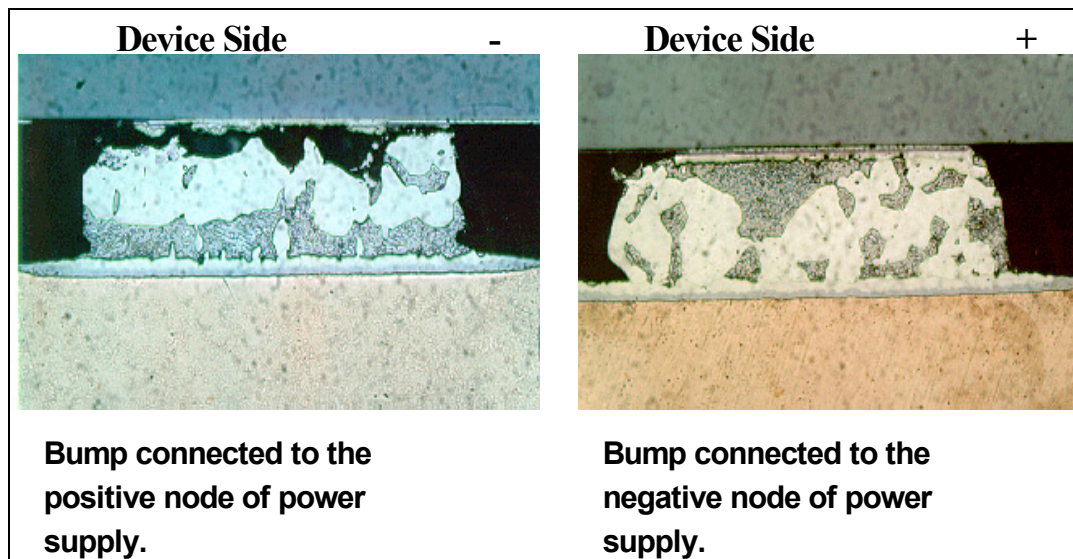 Device Side -
Device Side +
Bump connected to the
positive node of power
supply.
Bump connected to the
negative node of power
supply.